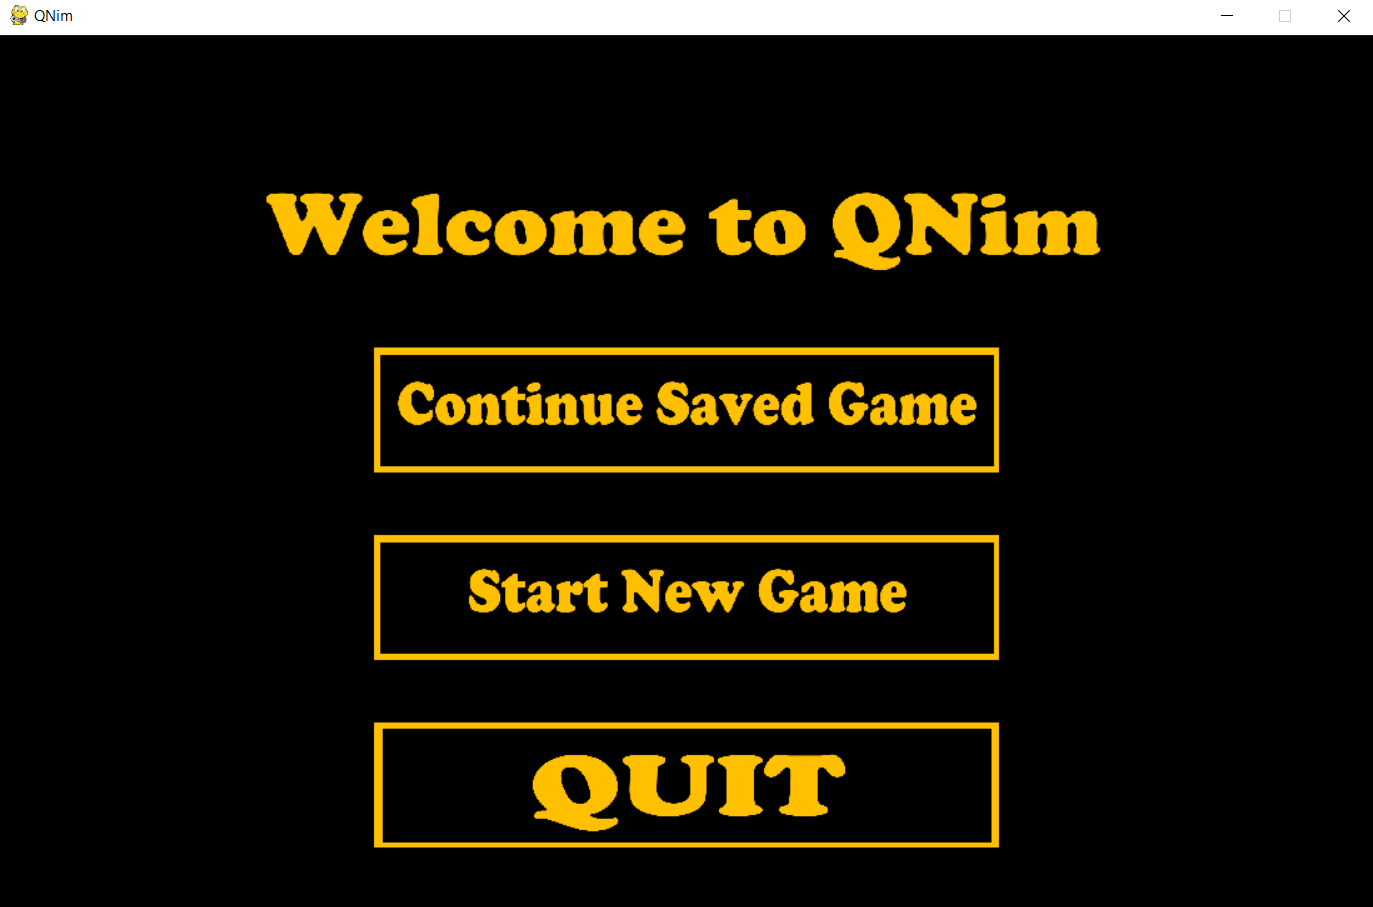 QNim
Welcome to QNim
Continue Saved Game
Start New Game
QUIT